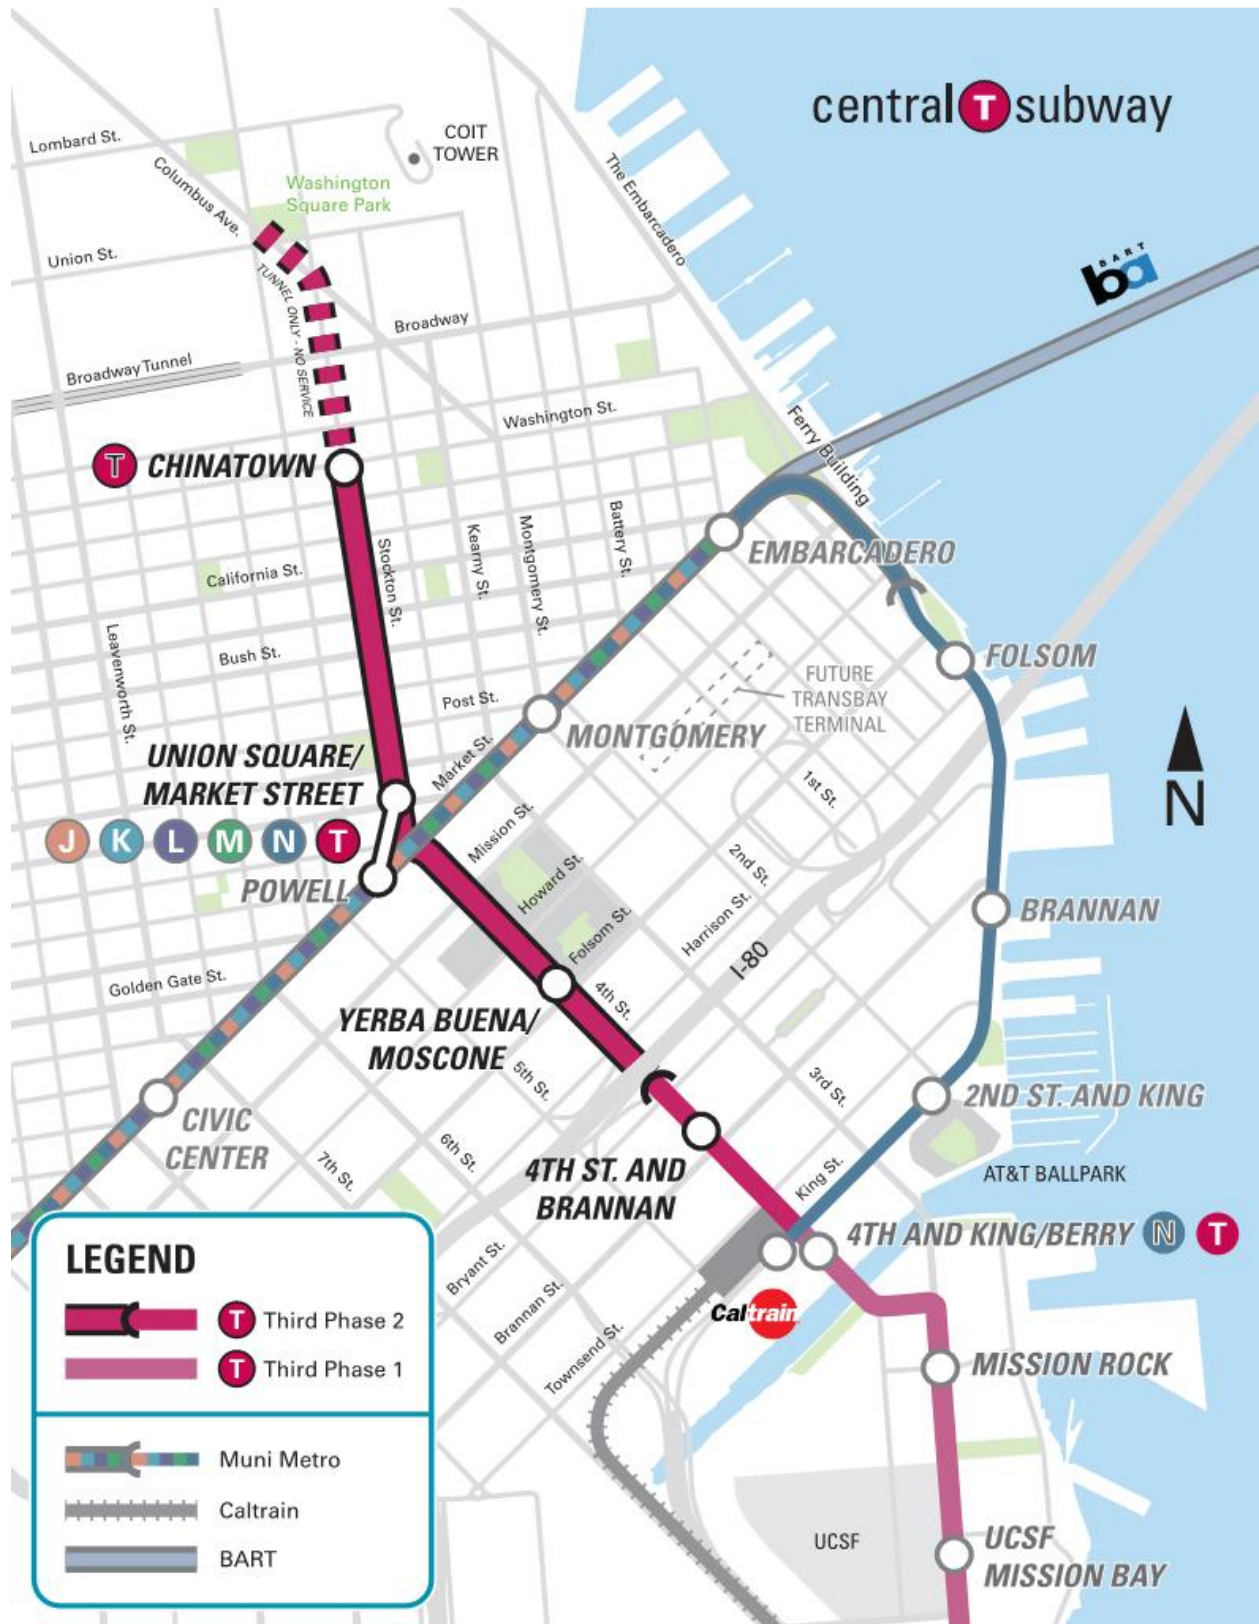 central T subway
Lombard St.
COIT
TOWER
Columbus Ave.
Washington
Square Park
The Embarcadero
Union St.
TUNNEL ONLY - NO SERVICE
BART
ba
Broadway
Broadway Tunnel
Washington St.
Ferry Building
T CHINATOWN
Stockton St.
Kearny St.
Montgomery St.
Battery St.
EMBARCADERO
California St.
Leavenworth St.
Bush St.
FOLSOM
FUTURE
TRANSBAY
TERMINAL
Post St.
MONTGOMERY
Market St.
UNION SQUARE/
MARKET STREET
J K L M N T
POWELL
1st St.
Mission St.
N
2nd St.
Howard St.
Harrison St.
Folsom St.
BRANNAN
I-80
Golden Gate St.
4th St.
YERBA BUENA/
MOSCONE
5th St.
3rd St.
2ND ST. AND KING
CIVIC
CENTER
6th St.
7th St.
4TH ST. AND
BRANNAN
King St.
AT&T BALLPARK
4TH AND KING/BERRY N T
Bryant St.
Brannan St.
Caltrain
Townsend St.
MISSION ROCK
UCSF
UCSF
MISSION BAY
LEGEND
T Third Phase 2
T Third Phase 1
Muni Metro
Caltrain
BART